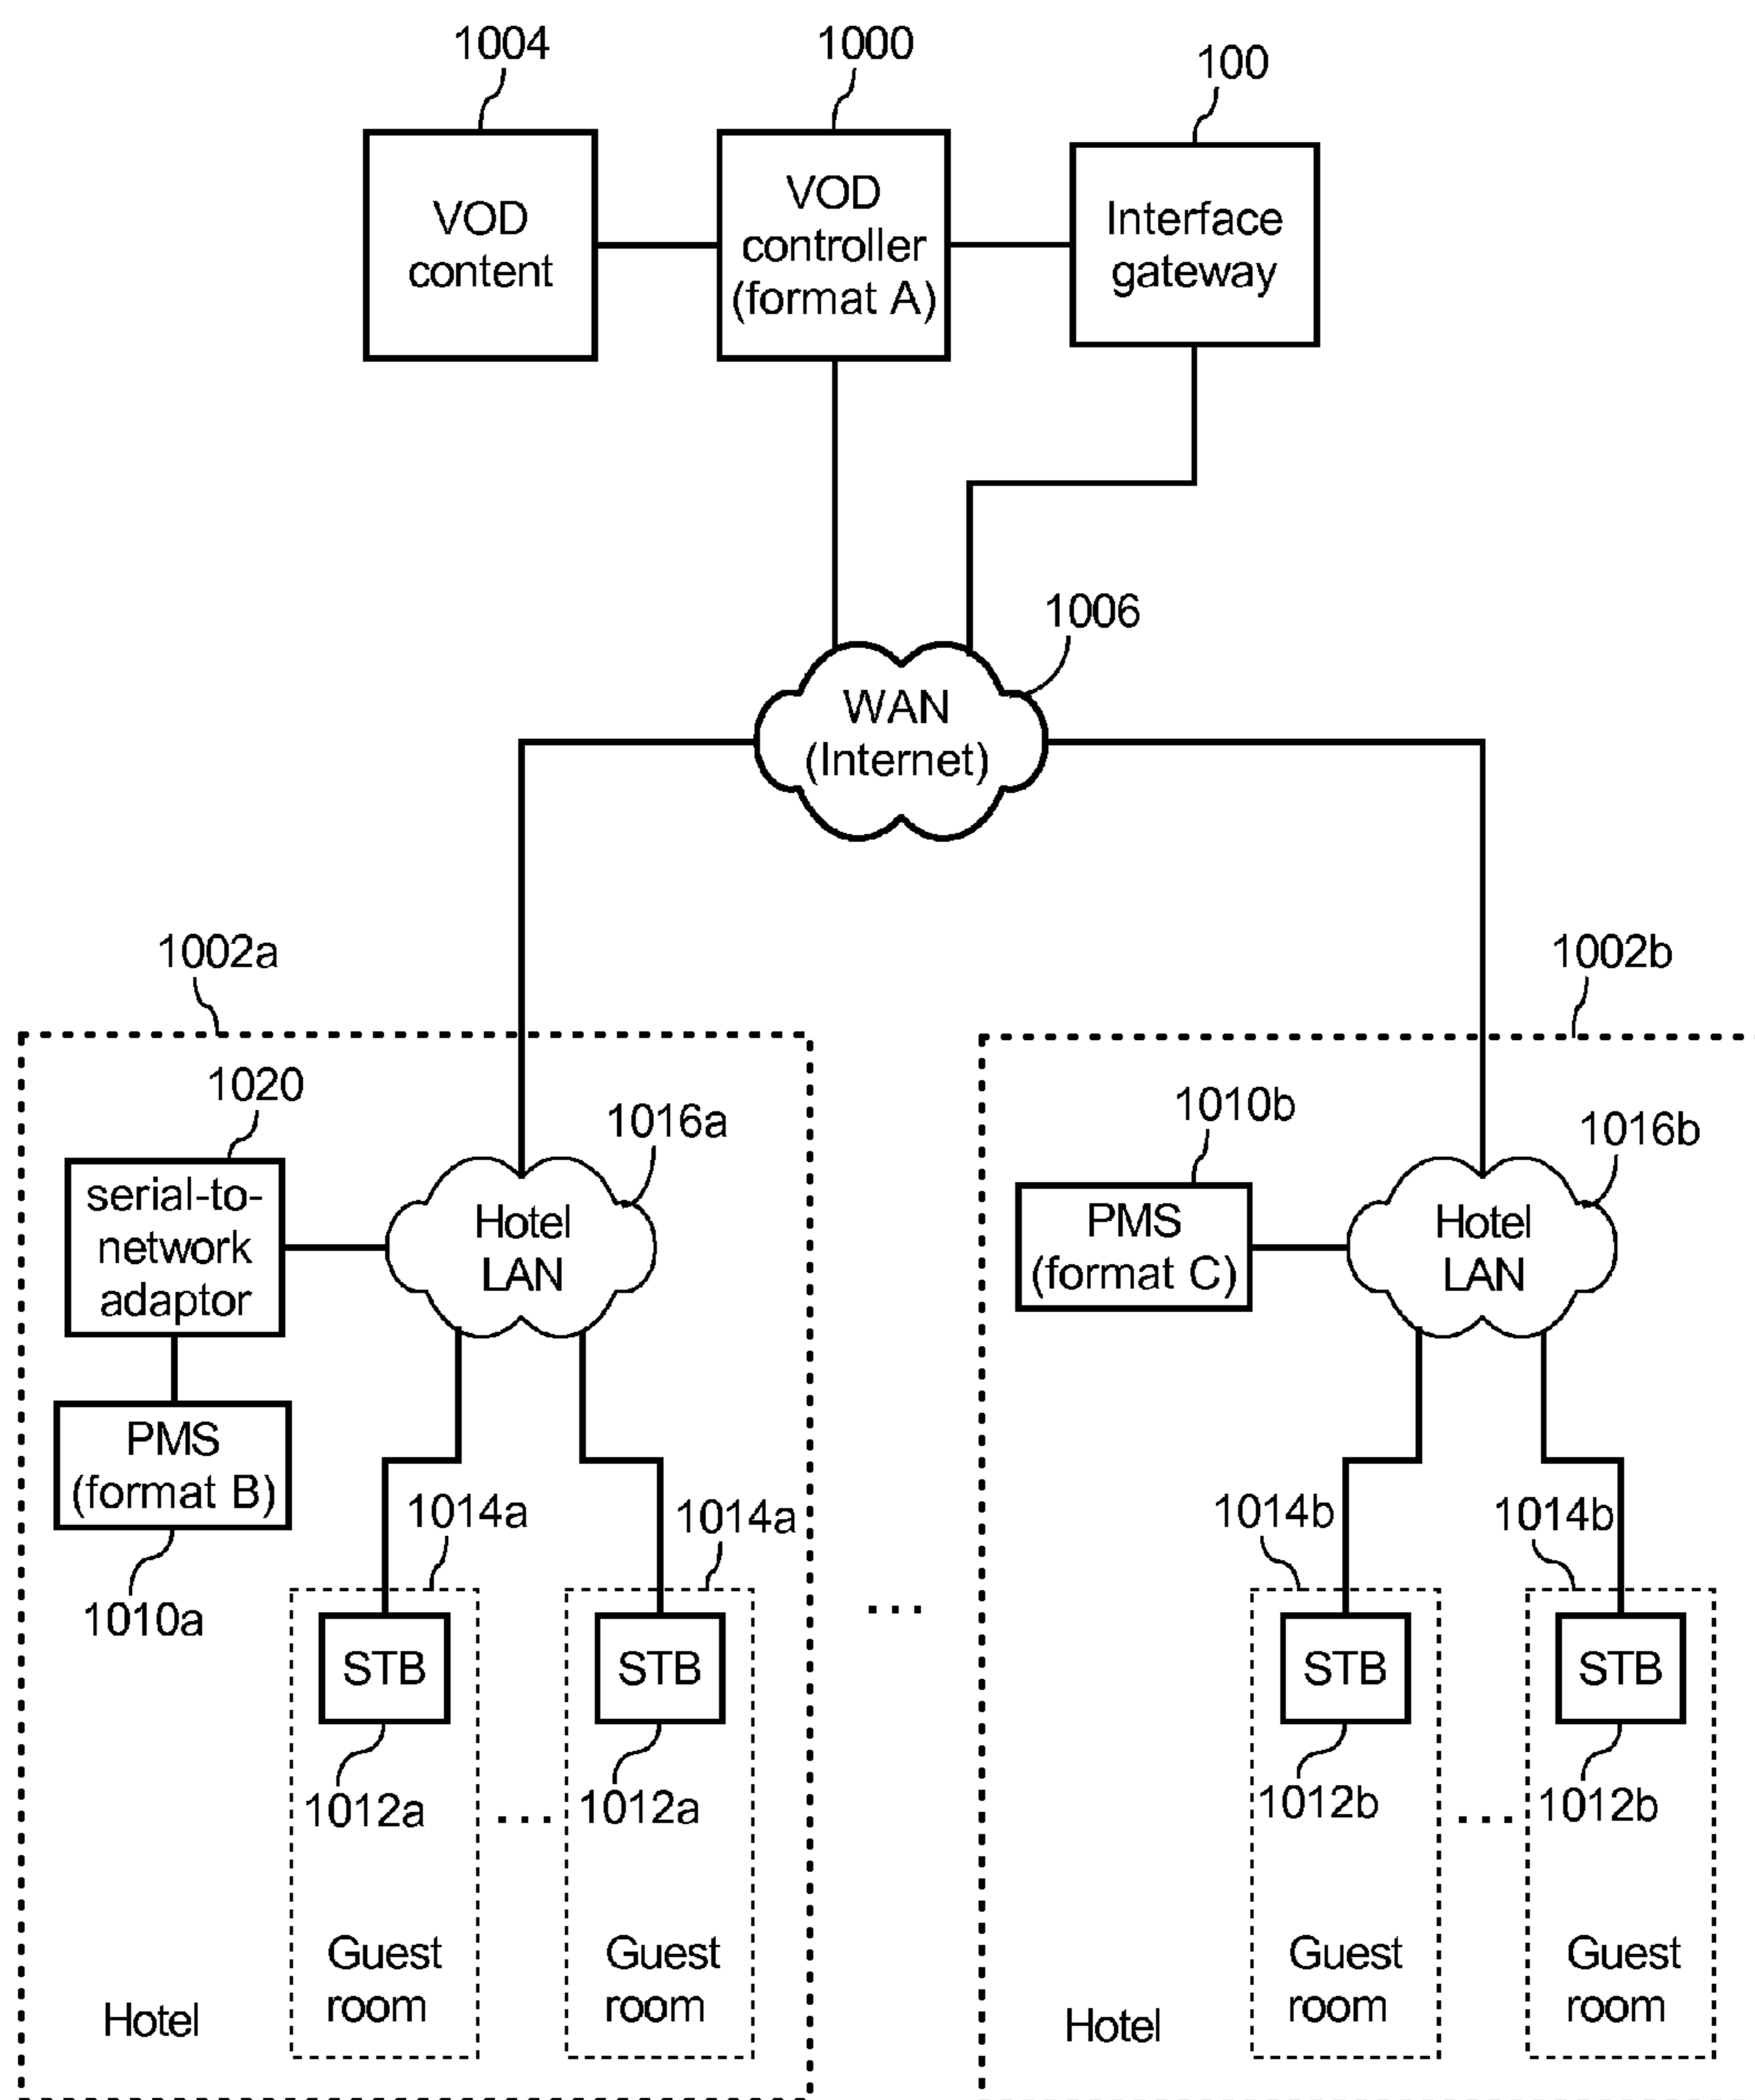 1004
1000
100
VOD
content
VOD
controller
(format A)
Interface
gateway
1006
WAN
(Internet)
1002a
1002b
1020
1016a
1010b
1016b
serial-to-
network
adaptor
Hotel
LAN
PMS
(format C)
Hotel
LAN
PMS
(format B)
1010a
1014a
1014a
1014b
1014b
...
STB
STB
STB
STB
1012a
...
1012a
1012b
...
1012b
Guest
room
Guest
room
Guest
room
Guest
room
Hotel
Hotel